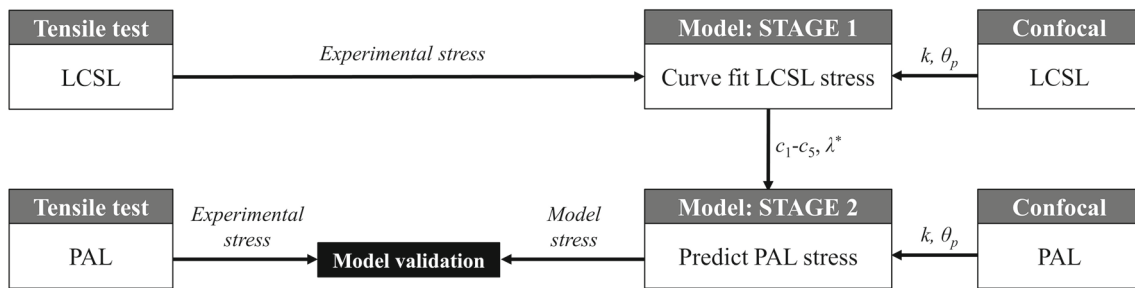 Tensile test
LCSL
Experimental stress
Model: STAGE 1
Curve fit LCSL stress
k, θp
Confocal
LCSL
c1-c5, λ*
Tensile test
PAL
Experimental
stress
Model validation
Model
stress
Model: STAGE 2
Predict PAL stress
k, θp
Confocal
PAL